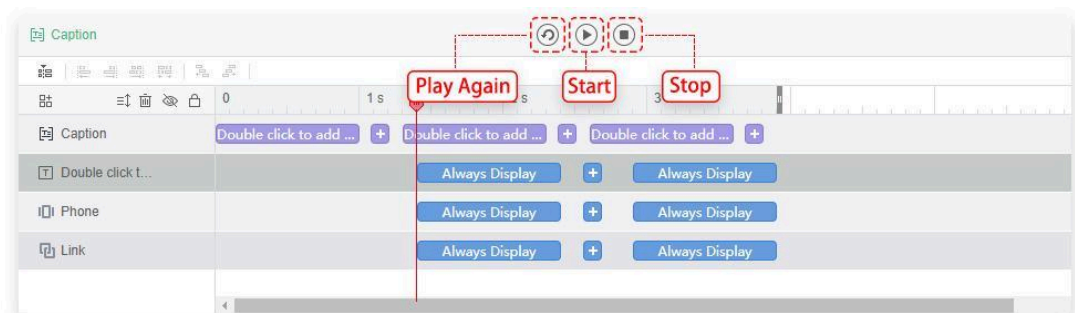 Caption
Play Again
Start
Stop
0
1 s
s
3
Caption
Double click to add ...
+
Double click to add ...
+
Double click to add ...
+
T
Double click t...
Always Display
+
Always Display
Phone
Always Display
+
Always Display
Link
Always Display
+
Always Display